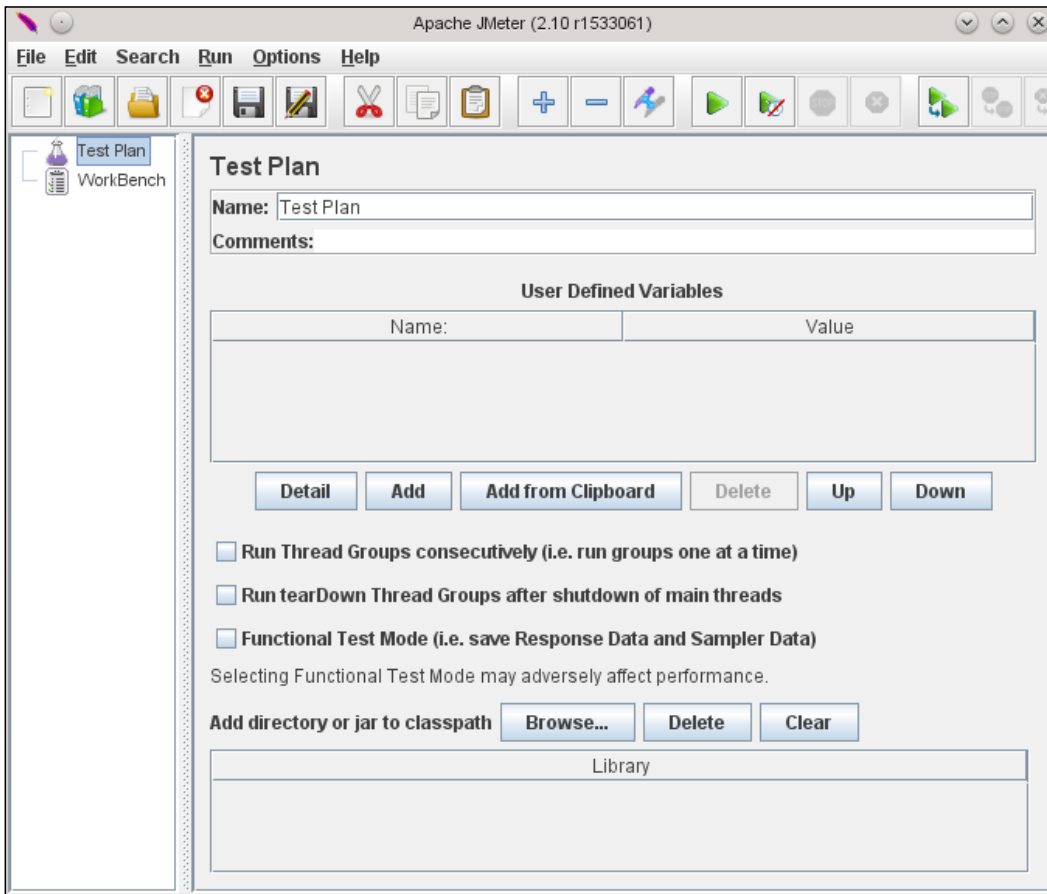 Apache JMeter (2.10 r1533061)
File Edit Search Run Options Help
Test Plan
WorkBench
Test Plan
Name: Test Plan
Comments:
User Defined Variables
Name: Value
Detail Add Add from Clipboard Delete Up Down
Run Thread Groups consecutively (i.e. run groups one at a time)
Run tearDown Thread Groups after shutdown of main threads
Functional Test Mode (i.e. save Response Data and Sampler Data)
Selecting Functional Test Mode may adversely affect performance.
Add directory or jar to classpath Browse... Delete Clear
Library